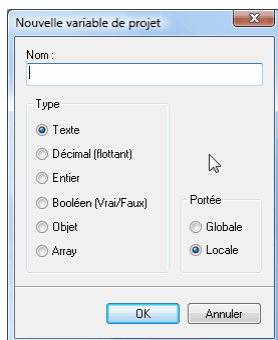 Nouvelle variable de projet
Nom :
Type
Texte
Décimal (flottant)
Entier
Booléen (Vrai/Faux)
Objet
Array
Portée
Globale
Locale
OK
Annuler